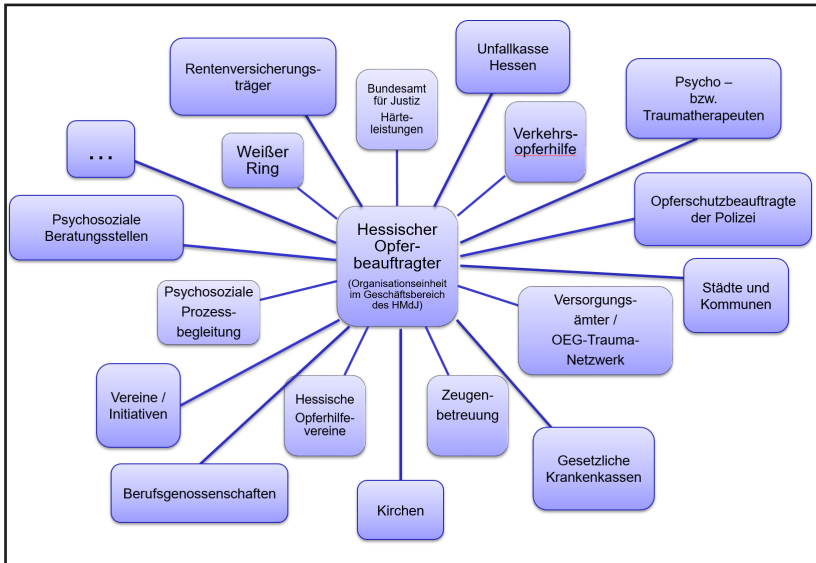 Rentenversicherungs-
träger
Bundesamt
für Justiz
Härte-
leistungen
Unfallkasse
Hessen
Psycho –
bzw.
Traumatherapeuten
...
Weißer
Ring
Verkehrs-
opferhilfe
Psychosoziale
Beratungsstellen
Hessischer
Opfer-
beauftragter
(Organisationseinheit
im Geschäftsbereich
des HMdJ)
Opferschutzbeauftragte
der Polizei
Psychosoziale
Prozess-
begleitung
Versorgungs-
ämter /
OEG-Trauma-
Netzwerk
Städte und
Kommunen
Vereine /
Initiativen
Hessische
Opferhilfe-
vereine
Zeugen-
betreuung
Gesetzliche
Krankenkassen
Berufsgenossenschaften
Kirchen